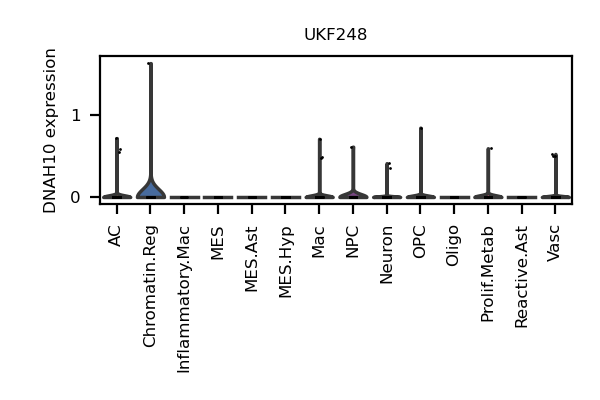 UKF248
DNAH10 expression
1
0
AC
Chromatin.Reg
Inflammatory.Mac
MES
MES.Ast
MES.Hyp
Mac
NPC
Neuron
OPC
Oligo
Prolif.Metab
Reactive.Ast
Vasc